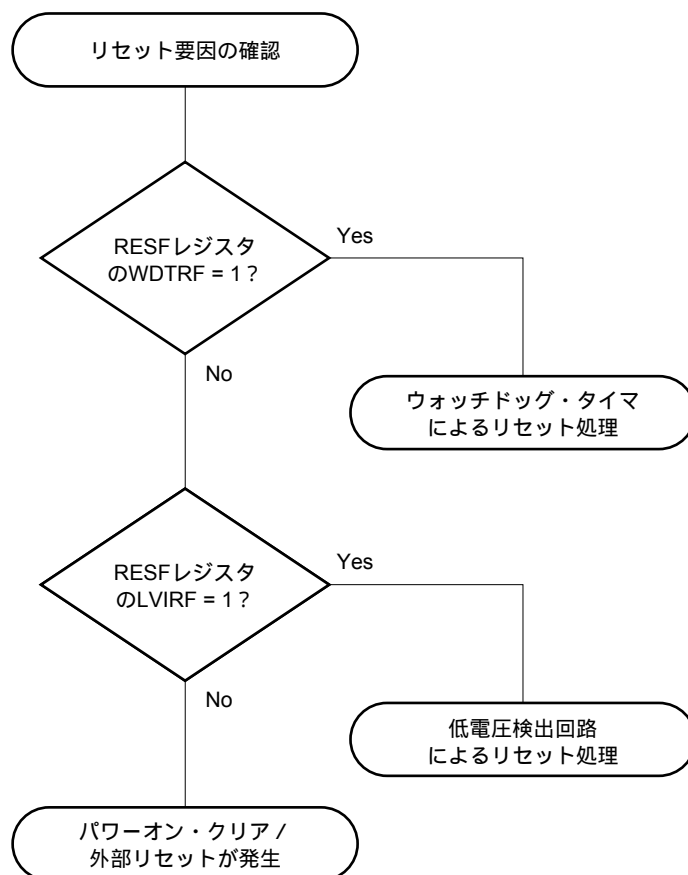 リセット要因の確認
RESFレジスタ
のWDTRF = 1？
Yes
No
ウォッチドッグ・タイマ
によるリセット処理
RESFレジスタ
のLVIRF = 1？
Yes
No
低電圧検出回路
によるリセット処理
パワーオン・クリア /
外部リセットが発生